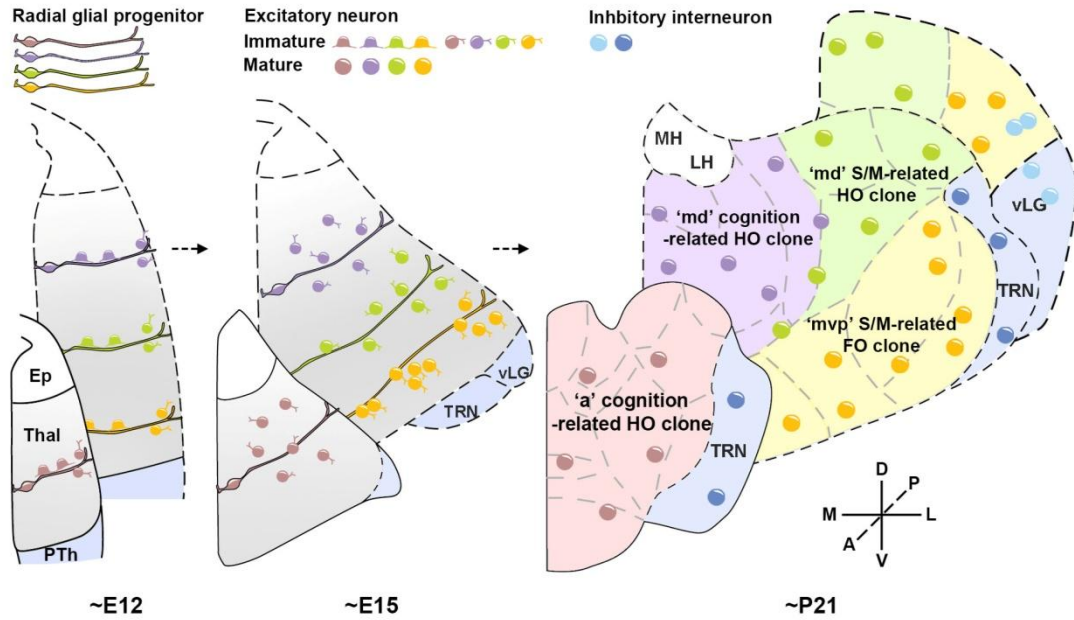 Radial glial progenitor
Excitatory neuron
Immature
Mature
Inhbitory interneuron
Ep
Thal
PTh
vLG
TRN
MH
LH
'md' cognition
-related HO clone
'md' S/M-related
HO clone
'mvp' S/M-related
FO clone
'a' cognition
-related HO clone
TRN
vLG
TRN
D
P
M
L
A
V
~E12
~E15
~P21